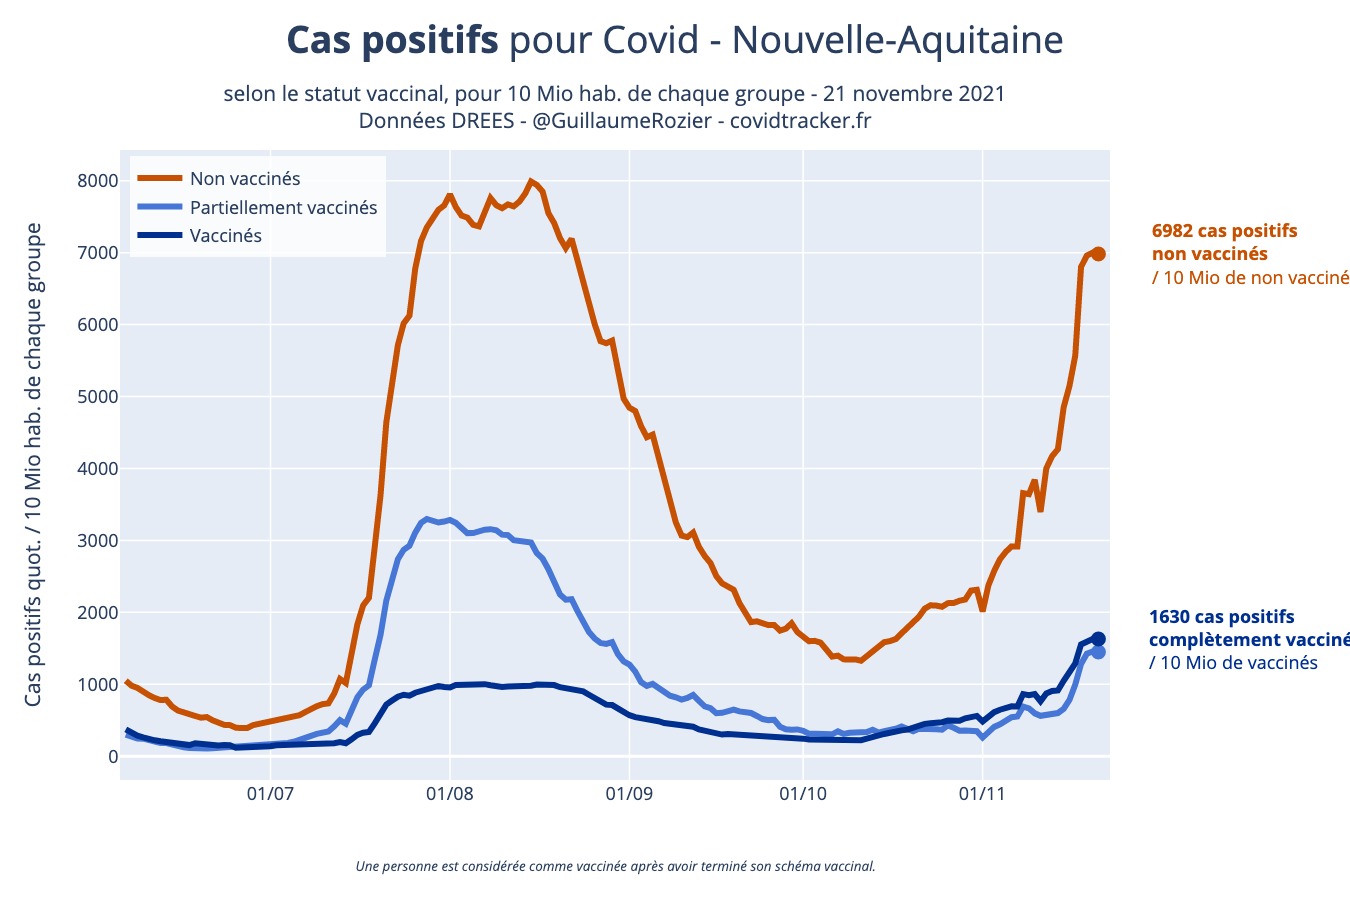 Cas positifs pour Covid - Nouvelle-Aquitaine
selon le statut vaccinal, pour 10 Mio hab. de chaque groupe - 21 novembre 2021
Données DREES - @GuillaumeRozier - covidtracker.fr
Non vaccinés
Partiellement vaccinés
Vaccinés
Cas positifs quot. / 10 Mio hab. de chaque groupe
8000
7000
6000
5000
4000
3000
2000
1000
0
01/07
01/08
01/09
01/10
01/11
6982 cas positifs
non vaccinés
/ 10 Mio de non vacciné
1630 cas positifs
complètement vacciné
/ 10 Mio de vaccinés
Une personne est considérée comme vaccinée après avoir terminé son schéma vaccinal.